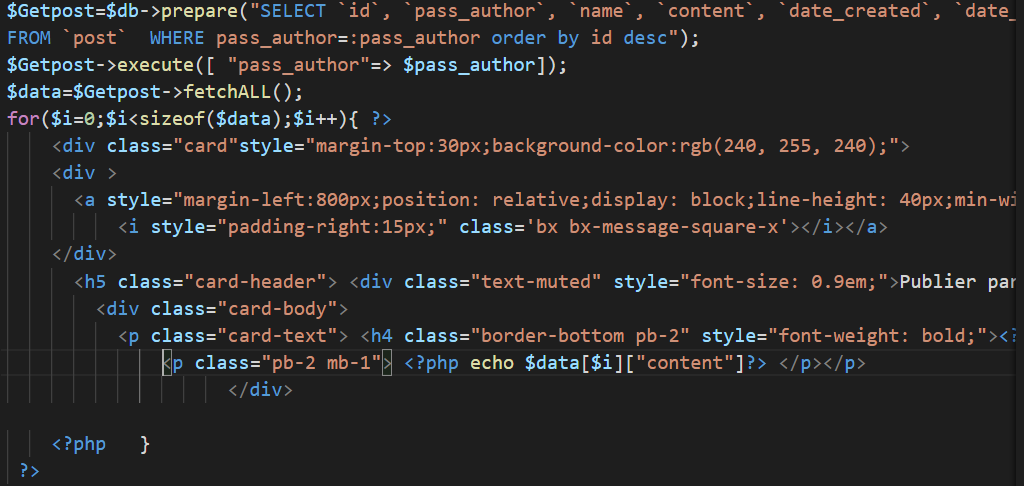 $Getpost=$db->prepare("SELECT `id`, `pass_author`, `name`, `content`, `date_created`, `date_
FROM `post`  WHERE pass_author=:pass_author order by id desc");
$Getpost->execute([ "pass_author"=> $pass_author]);
$data=$Getpost->fetchALL();
for($i=0;$i<sizeof($data);$i++){ ?>
<div class="card"style="margin-top:30px;background-color:rgb(240, 255, 240);">
<div >
<a style="margin-left:800px;position: relative;display: block;line-height: 40px;min-wi
<i style="padding-right:15px;" class='bx bx-message-square-x'></i></a>
</div>
<h5 class="card-header"> <div class="text-muted" style="font-size: 0.9em;">Publier par
<div class="card-body">
<p class="card-text"> <h4 class="border-bottom pb-2" style="font-weight: bold;"><?
<p class="pb-2 mb-1"> <?php echo $data[$i]["content"]?> </p></p>
</div>
<?php   }
?>